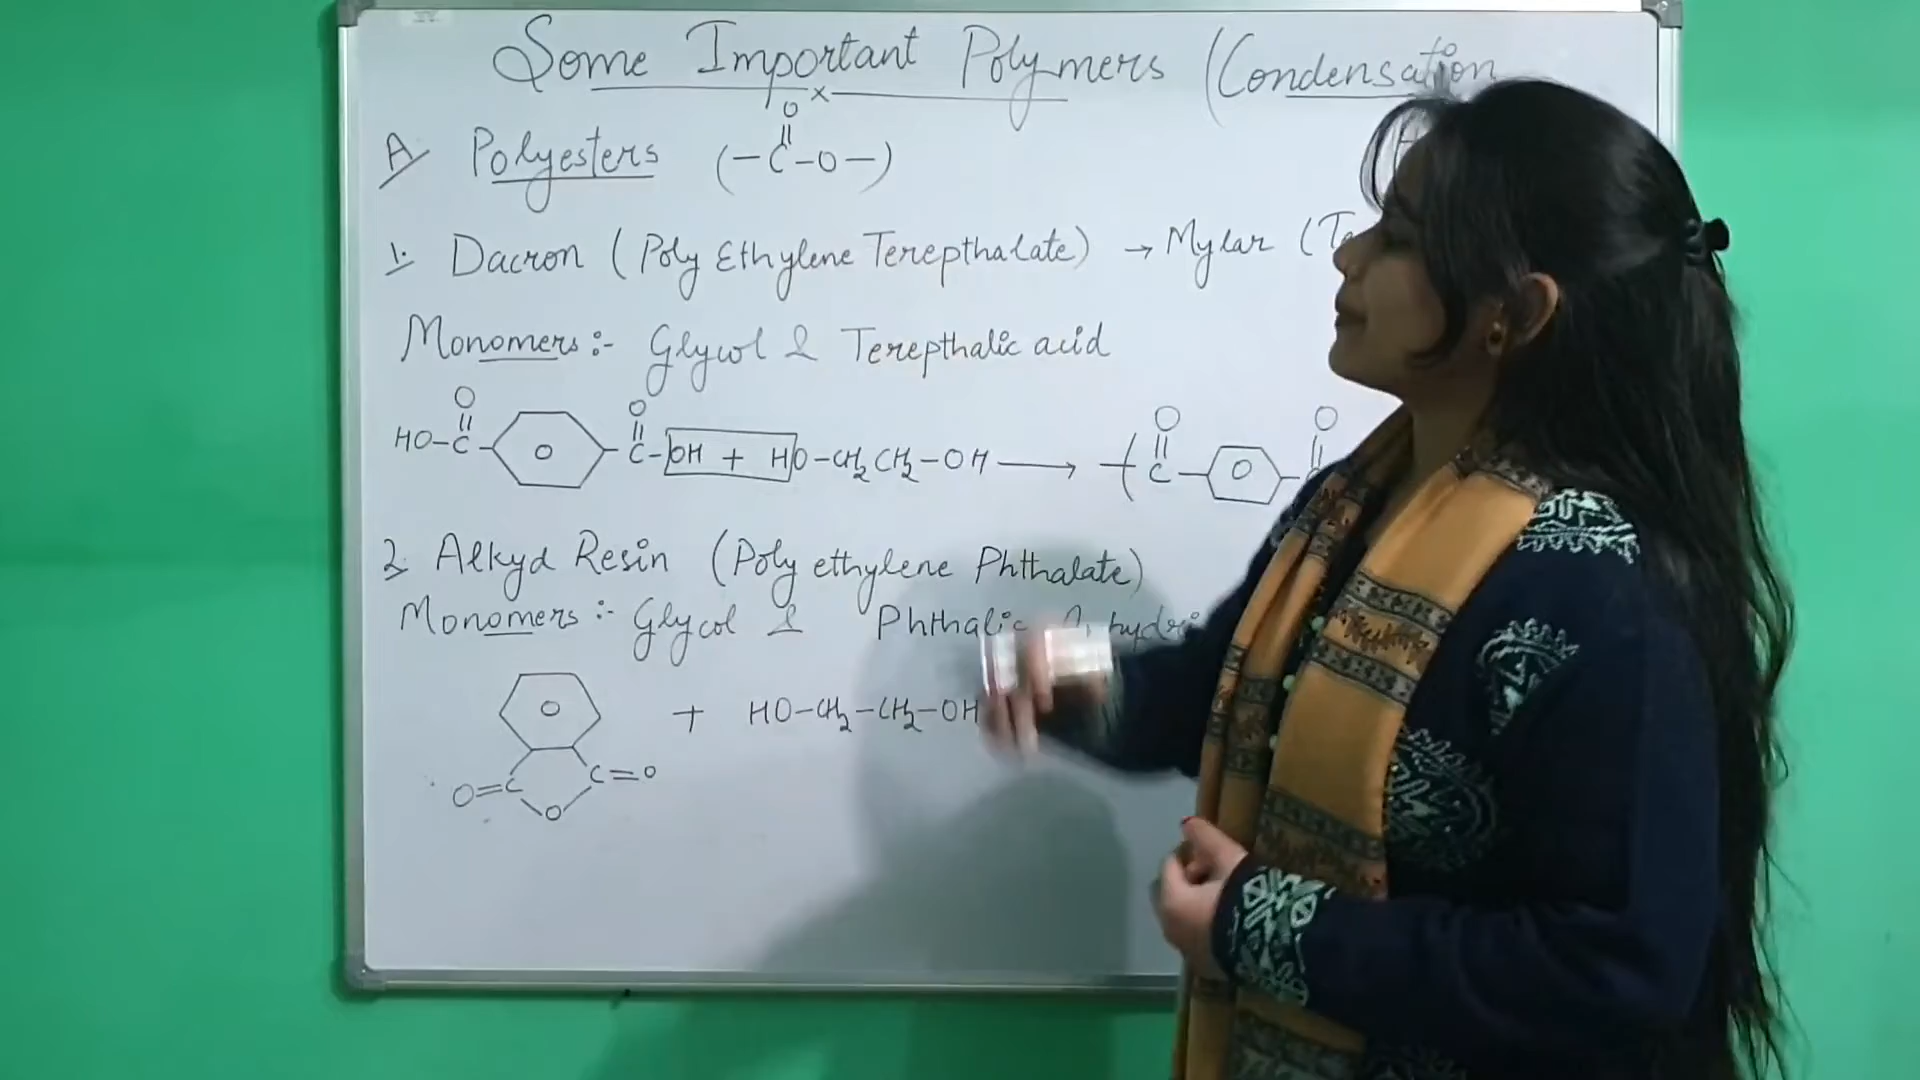 Some Important Polymers (Condensation
A Polyesters (-C-O-)
O
1. Dacron (Poly Ethylene Terepthalate) → Mylar (Te
Monomers :- Glycol & Terepthalic acid
O O O O
HO-C- O -C-OH + HO-CH2CH2-OH → (C- O -
2. Alkyd Resin (Poly ethylene Phthalate)
Monomers :- Glycol & Phthalic
O + HO-CH2-CH2-OH
O=C C=O
O